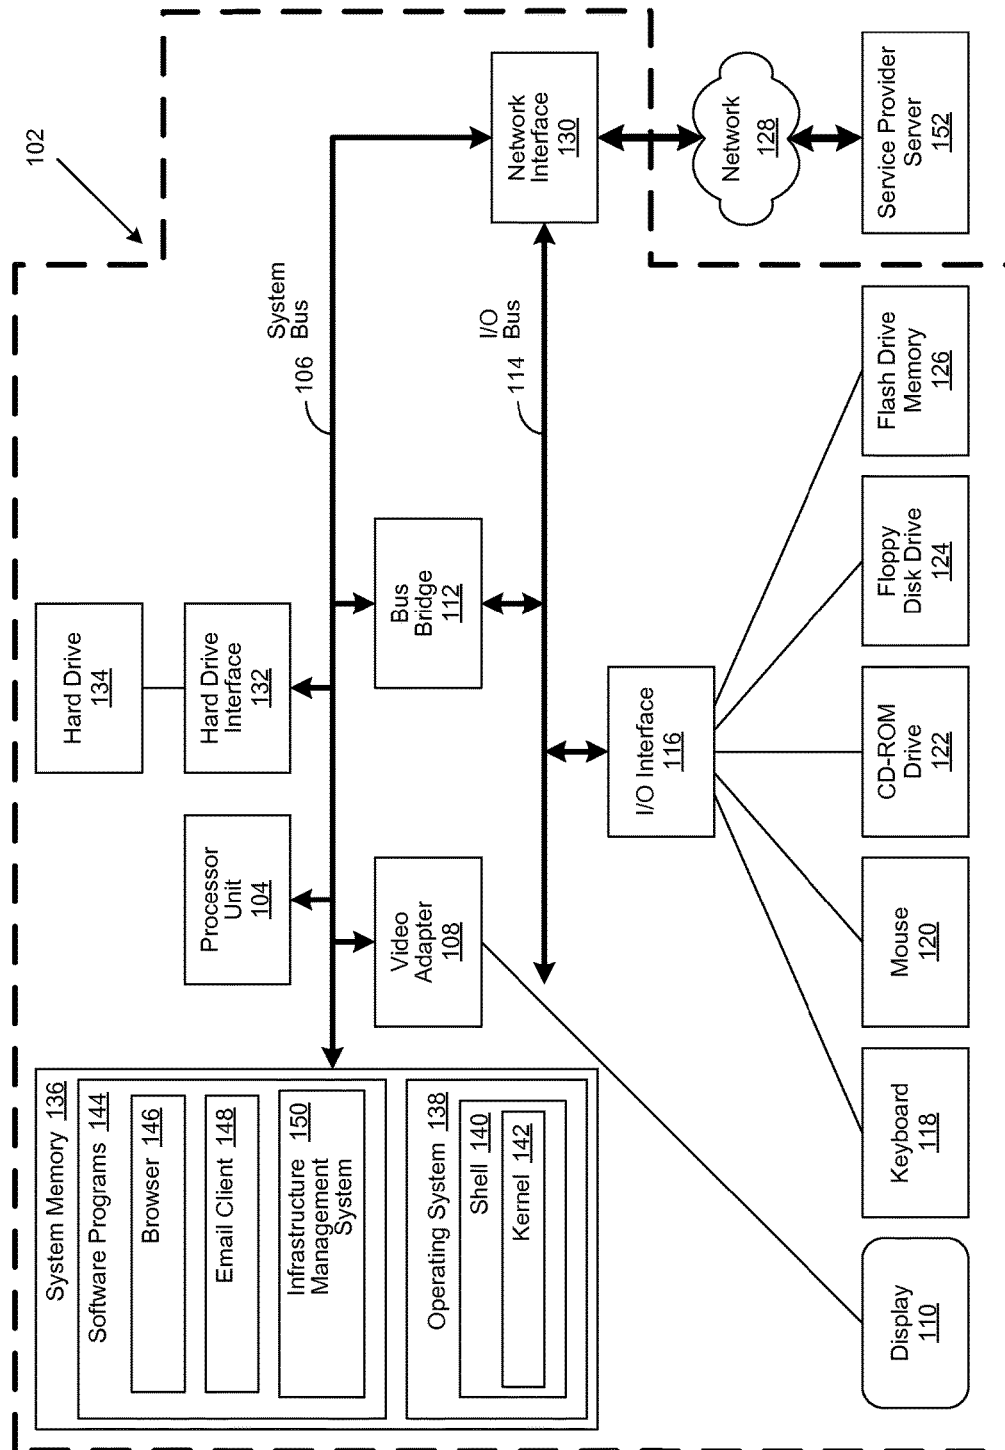 102
Hard Drive
134
Hard Drive
Interface
132
Processor
Unit
104
System Memory 136
Software Programs 144
Browser 146
Email Client 148
Infrastructure 150
Management
System
Operating System 138
Shell 140
Kernel 142
System
Bus
106
Video
Adapter
108
Bus
Bridge
112
I/O
Bus
114
Network
Interface
130
I/O Interface
116
Network
128
Display
110
Keyboard
118
Mouse
120
CD-ROM
Drive
122
Floppy
Disk Drive
124
Flash Drive
Memory
126
Service Provider
Server
152